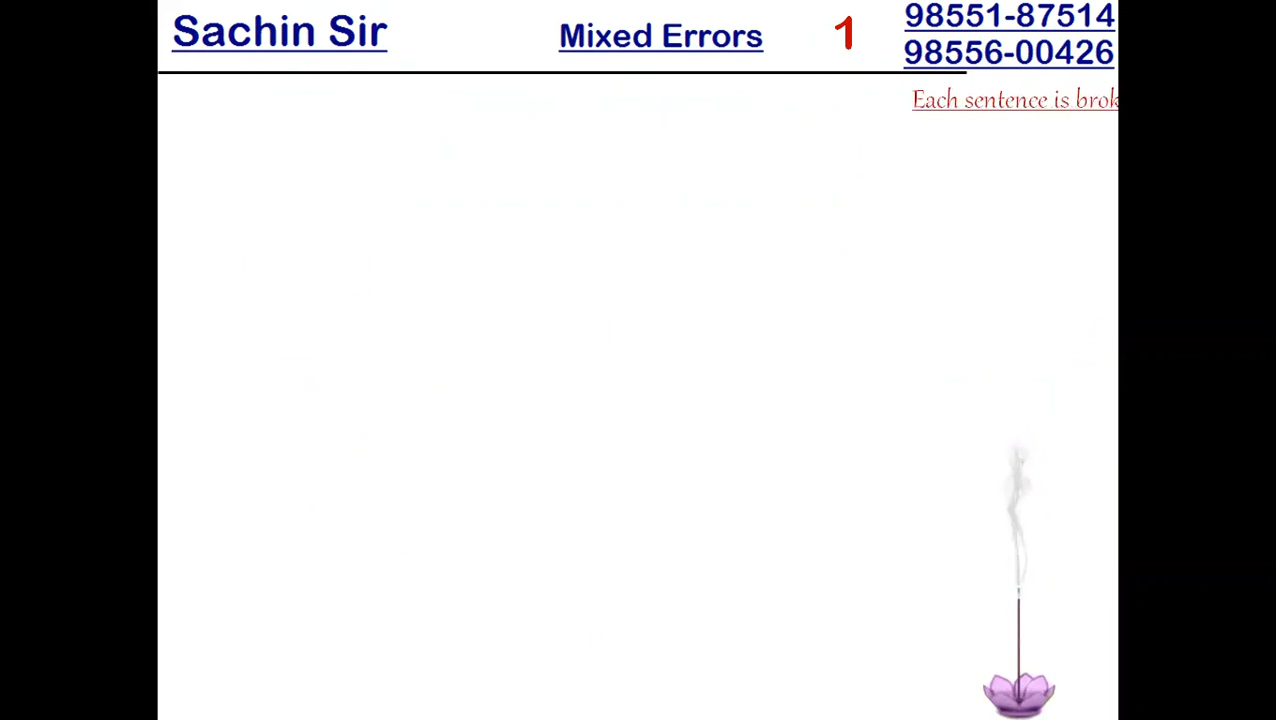 Sachin Sir
Mixed Errors
1
98551-87514
98556-00426
Each sentence is brok